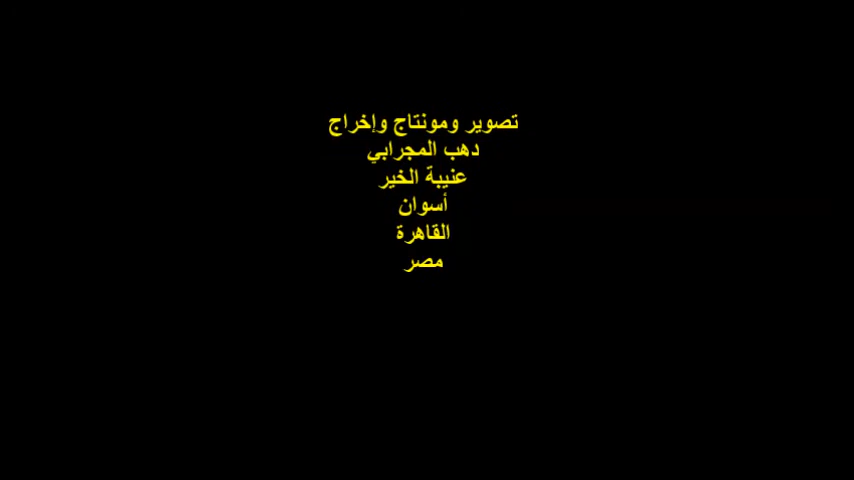 تصوير ومونتاج وإخراج
دهب المجرابي
عنيبة الخير
أسوان
القاهرة
مصر